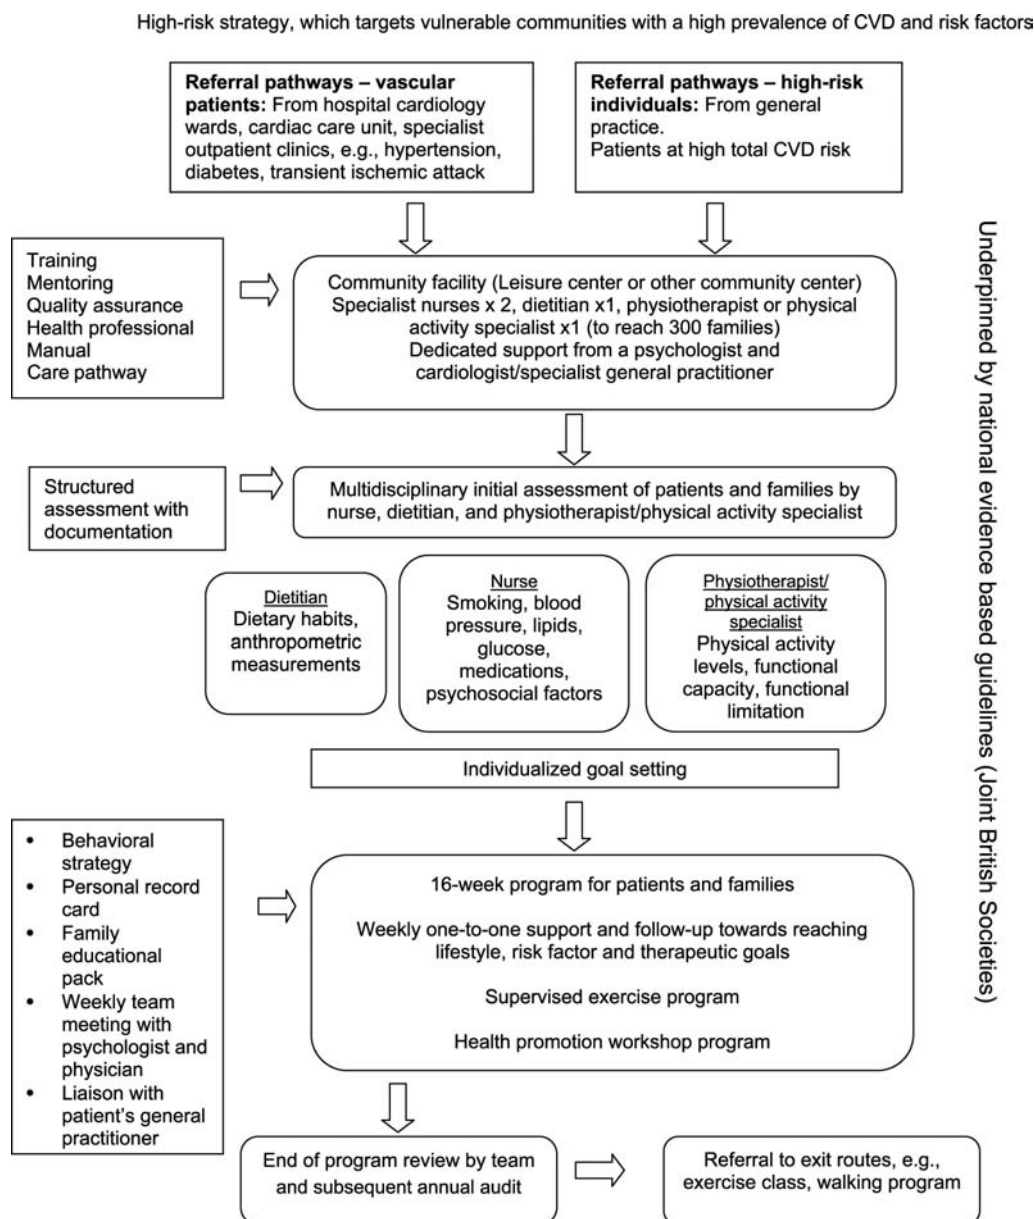 High-risk strategy, which targets vulnerable communities with a high prevalence of CVD and risk factors
Referral pathways – vascular
patients: From hospital cardiology
wards, cardiac care unit, specialist
outpatient clinics, e.g., hypertension,
diabetes, transient ischemic attack
Referral pathways – high-risk
individuals: From general
practice.
Patients at high total CVD risk
Training
Mentoring
Quality assurance
Health professional
Manual
Care pathway
Community facility (Leisure center or other community center)
Specialist nurses x 2, dietitian x1, physiotherapist or physical
activity specialist x1 (to reach 300 families)
Dedicated support from a psychologist and
cardiologist/specialist general practitioner
Structured
assessment with
documentation
Multidisciplinary initial assessment of patients and families by
nurse, dietitian, and physiotherapist/physical activity specialist
Dietitian
Dietary habits,
anthropometric
measurements
Nurse
Smoking, blood
pressure, lipids,
glucose,
medications,
psychosocial factors
Physiotherapist/
physical activity
specialist
Physical activity
levels, functional
capacity, functional
limitation
Individualized goal setting
• Behavioral
strategy
• Personal record
card
• Family
educational
pack
• Weekly team
meeting with
psychologist and
physician
• Liaison with
patient's general
practitioner
16-week program for patients and families
Weekly one-to-one support and follow-up towards reaching
lifestyle, risk factor and therapeutic goals
Supervised exercise program
Health promotion workshop program
End of program review by team
and subsequent annual audit
Referral to exit routes, e.g.,
exercise class, walking program
Underpinned by national evidence based guidelines (Joint British Societies)